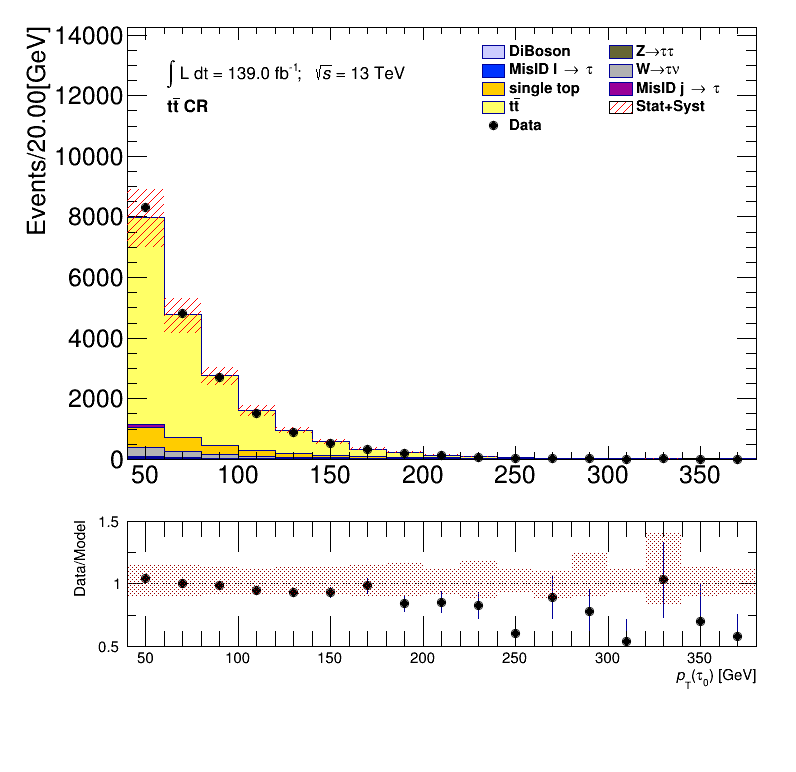 Events/20.00[GeV]
14000
12000
10000
8000
6000
4000
2000
0
∫ L dt = 139.0 fb⁻¹; √s = 13 TeV
tt̄ CR
DiBoson
MisID l → τ
single top
tt̄
Data
Z→ττ
W→τν
MisID j → τ
Stat+Syst
50 100 150 200 250 300 350
Data/Model
1.5
1
0.5
50 100 150 200 250 300 350
p_T(τ₀) [GeV]